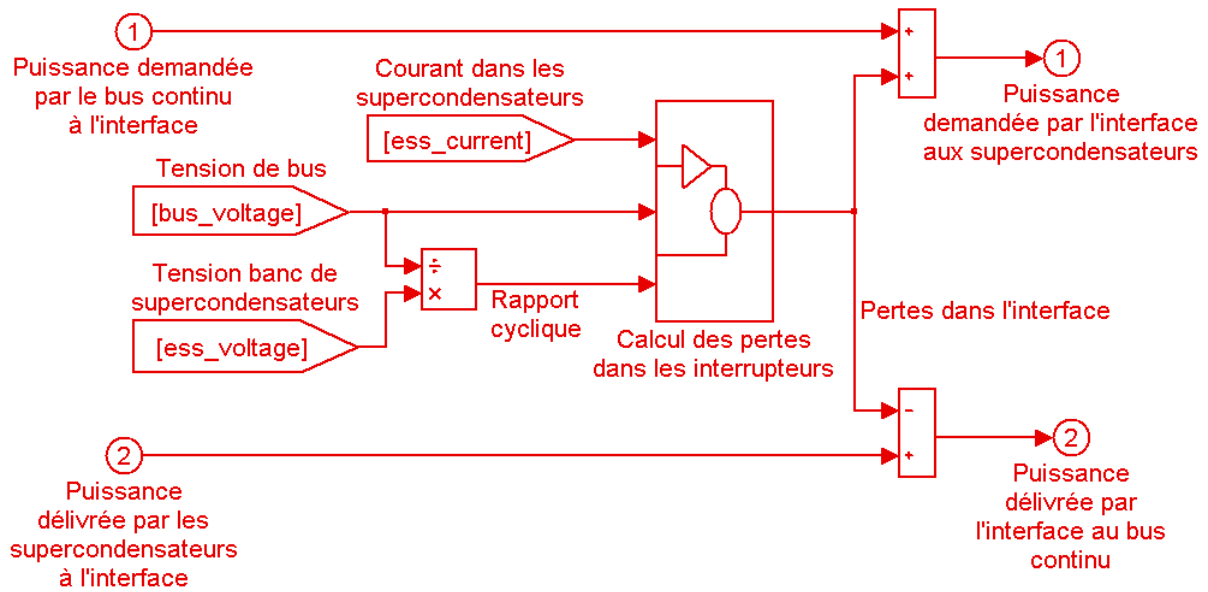 1
Puissance demandée
par le bus continu
à l'interface
Courant dans les
supercondensateurs
[ess_current]
Tension de bus
[bus_voltage]
÷
×
Tension banc de
supercondensateurs
[ess_voltage]
Rapport
cyclique
Calcul des pertes
dans les interrupteurs
+
+
1
Puissance
demandée par l'interface
aux supercondensateurs
Pertes dans l'interface
2
Puissance
délivrée par les
supercondensateurs
à l'interface
-
+
2
Puissance
délivrée par
l'interface au bus
continu